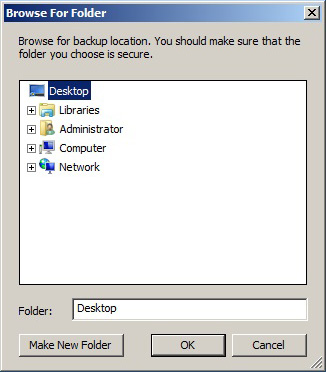 Browse For Folder
Browse for backup location. You should make sure that the
folder you choose is secure.
Desktop
Libraries
Administrator
Computer
Network
Folder: Desktop
Make New Folder OK Cancel